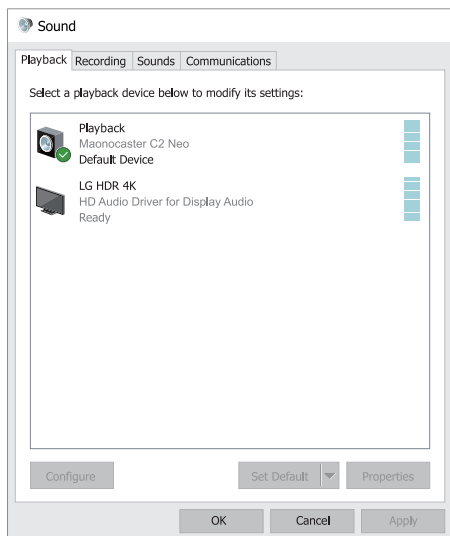 Sound
Playback Recording Sounds Communications
Select a playback device below to modify its settings:
Playback
Maonocaster C2 Neo
Default Device
LG HDR 4K
HD Audio Driver for Display Audio
Ready
Configure Set Default Properties
OK Cancel Apply